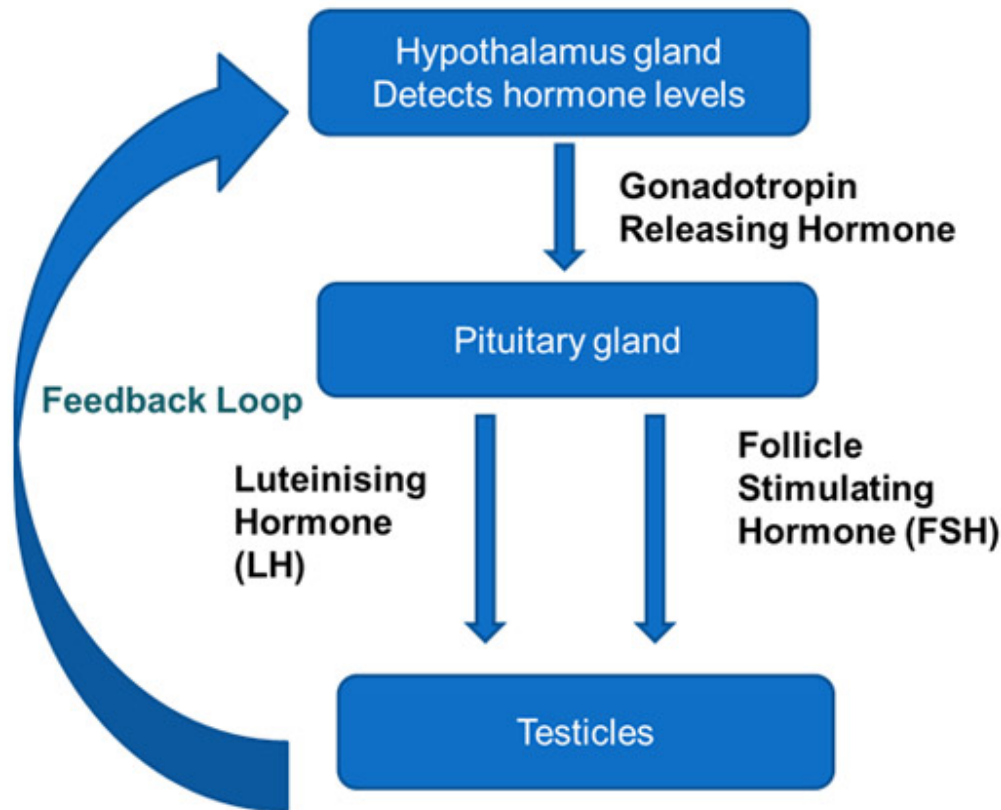 Hypothalamus gland
Detects hormone levels
Gonadotropin
Releasing Hormone
Pituitary gland
Feedback Loop
Luteinising
Hormone
(LH)
Follicle
Stimulating
Hormone (FSH)
Testicles